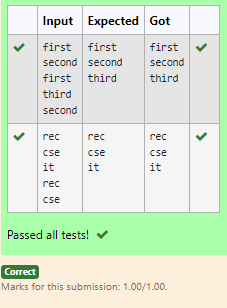 Input Expected Got
first first first
second second second
first third third
third
second
rec rec rec
cse cse cse
it it it
rec
cse
Passed all tests!
Correct
Marks for this submission: 1.00/1.00.